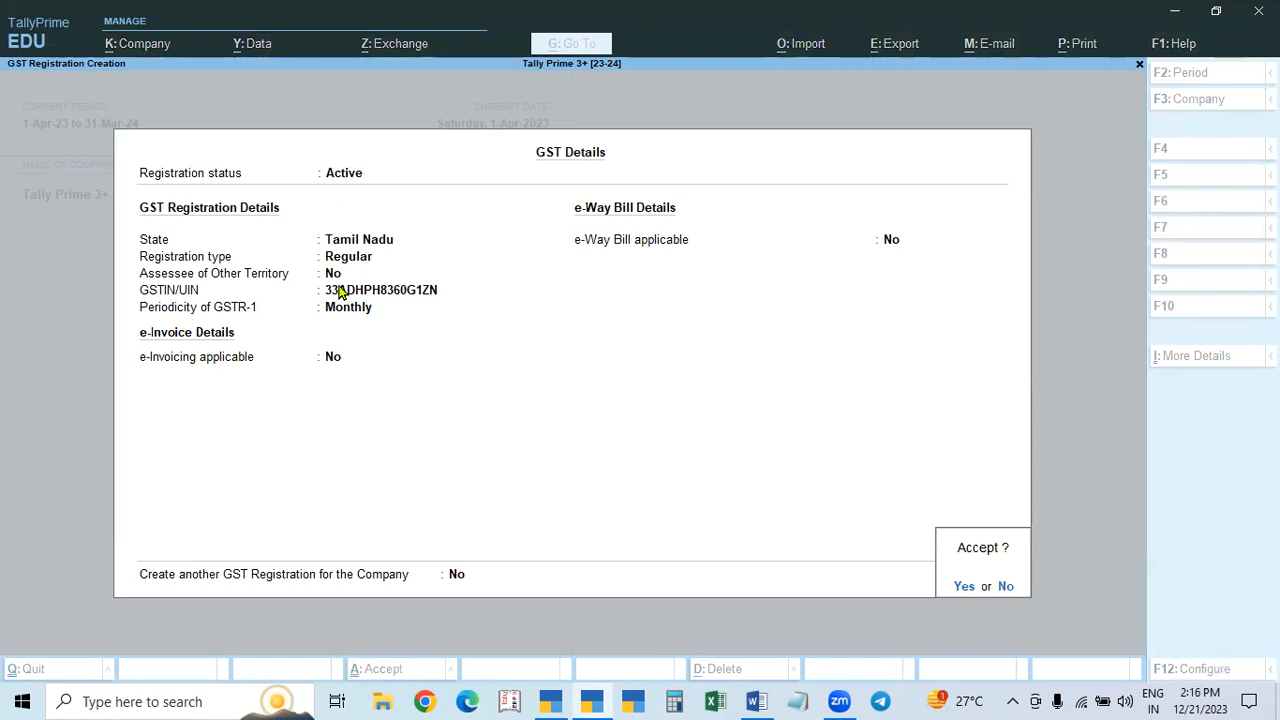 TallyPrime
EDU
MANAGE
K: Company
Y: Data
Z: Exchange
G: Go To
O: Import
E: Export
M: E-mail
P: Print
F1: Help
GST Registration Creation
Tally Prime 3+ [23-24]
CURRENT PERIOD
CURRENT DATE
1-Apr-23 to 31-Mar-24
Saturday, 1-Apr-2023
NAME OF COMPAN
Tally Prime 3+
GST Details
Registration status : Active
GST Registration Details
State : Tamil Nadu
Registration type : Regular
Assessee of Other Territory : No
GSTIN/UIN
Periodicity of GSTR-1 : Monthly
e-Invoice Details
e-Invoicing applicable : No
e-Way Bill Details
e-Way Bill applicable : No
Create another GST Registration for the Company : No
Accept ?
Yes or No
F2: Period
F3: Company
F4
F5
F6
F7
F8
F9
F10
I: More Details
F12: Configure
Q: Quit
A: Accept
D: Delete
Type here to search
27°C
ENG
IN
2:16 PM
12/21/2023